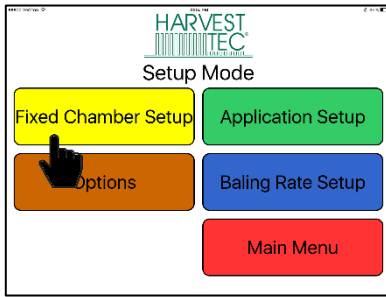 HARVEST
TEC
Setup Mode
Fixed Chamber Setup
Application Setup
Options
Baling Rate Setup
Main Menu